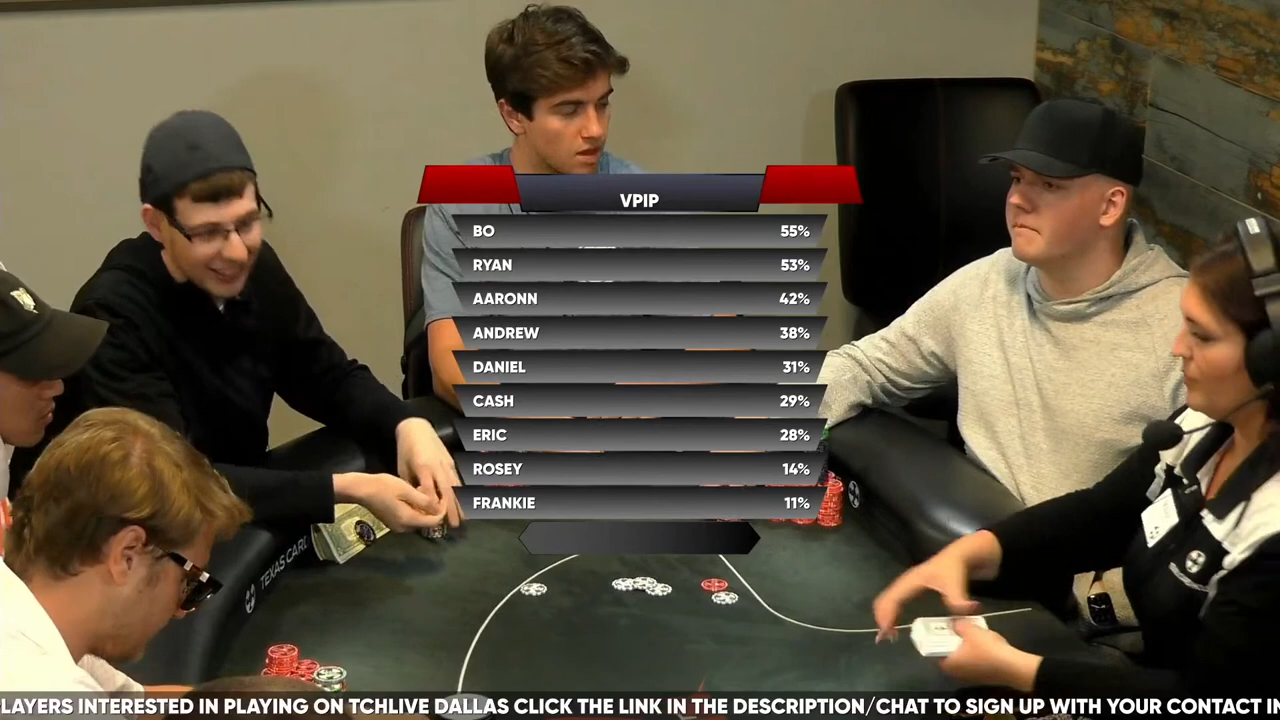 VPIP
BO 55%
RYAN 53%
AARONN 42%
ANDREW 38%
DANIEL 31%
CASH 29%
ERIC 28%
ROSEY 14%
FRANKIE 11%
TEXAS CARD
LAYERS INTERESTED IN PLAYING ON TCHLIVE DALLAS CLICK THE LINK IN THE DESCRIPTION/CHAT TO SIGN UP WITH YOUR CONTACT IN